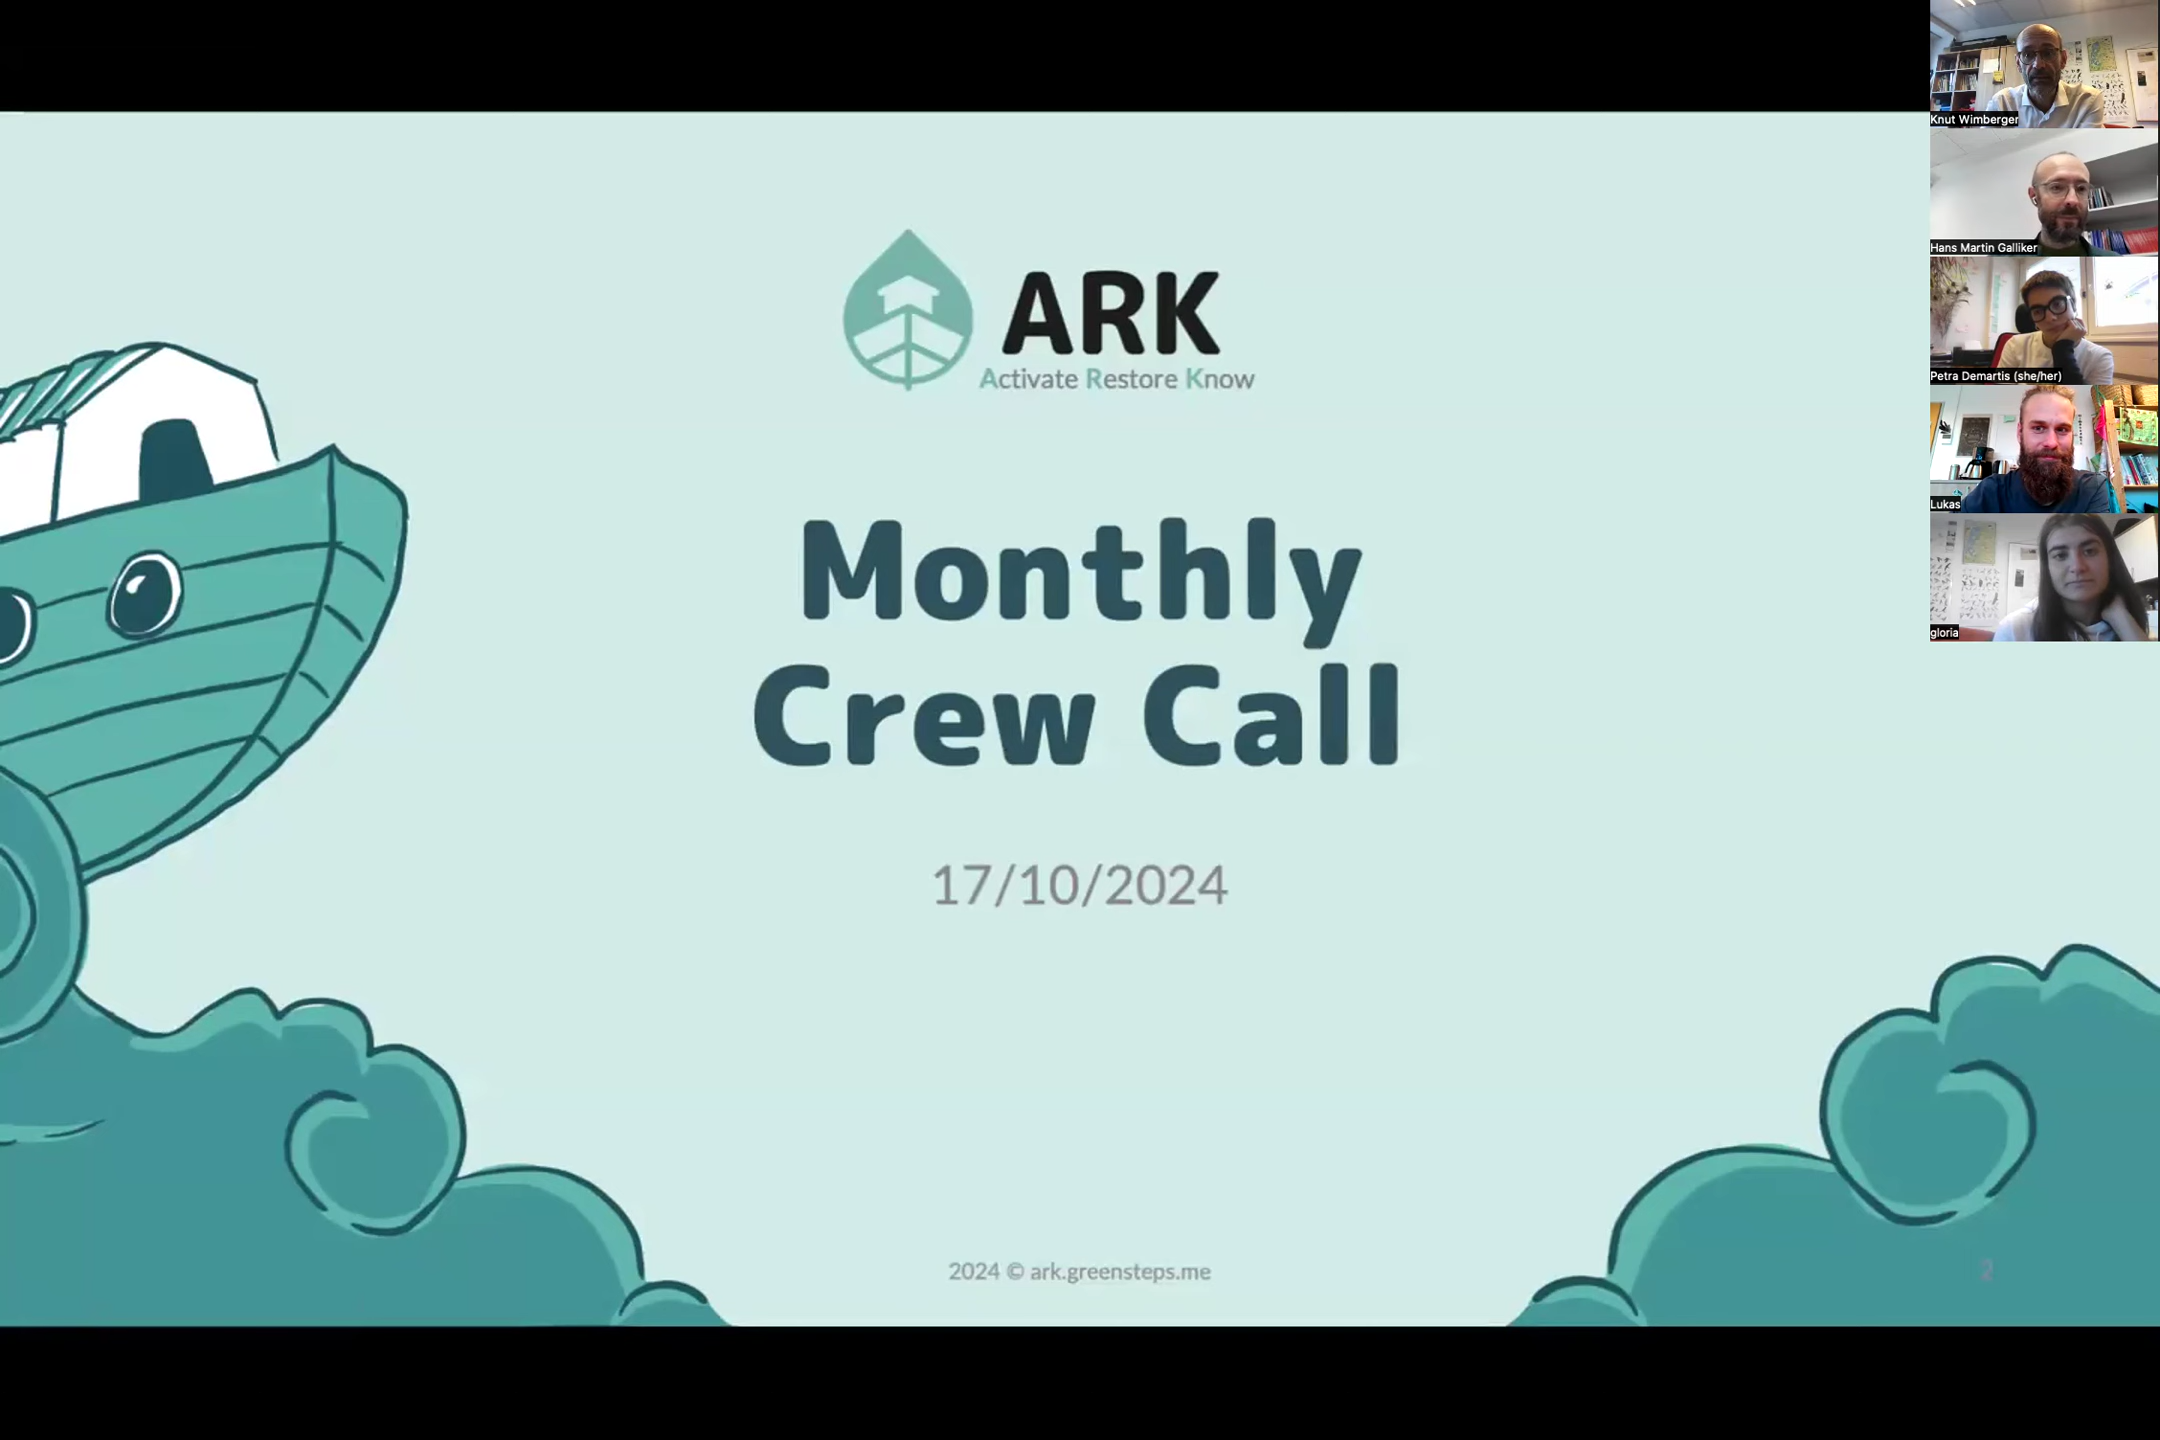 ARK
Activate Restore Know
Monthly
Crew Call
17/10/2024
2024 © ark.greensteps.me
2
Knut Wimberger
Hans Martin Galliker
Petra Demartis (she/her)
Lukas
gloria